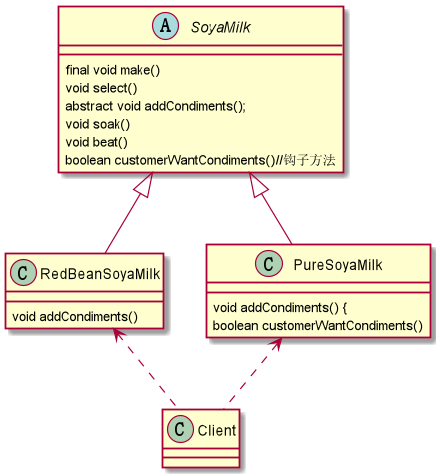 A SoyaMilk
final void make()
void select()
abstract void addCondiments();
void soak()
void beat()
boolean customerWantCondiments()//钩子方法
C RedBeanSoyaMilk
void addCondiments()
C PureSoyaMilk
void addCondiments() {
boolean customerWantCondiments()
C Client